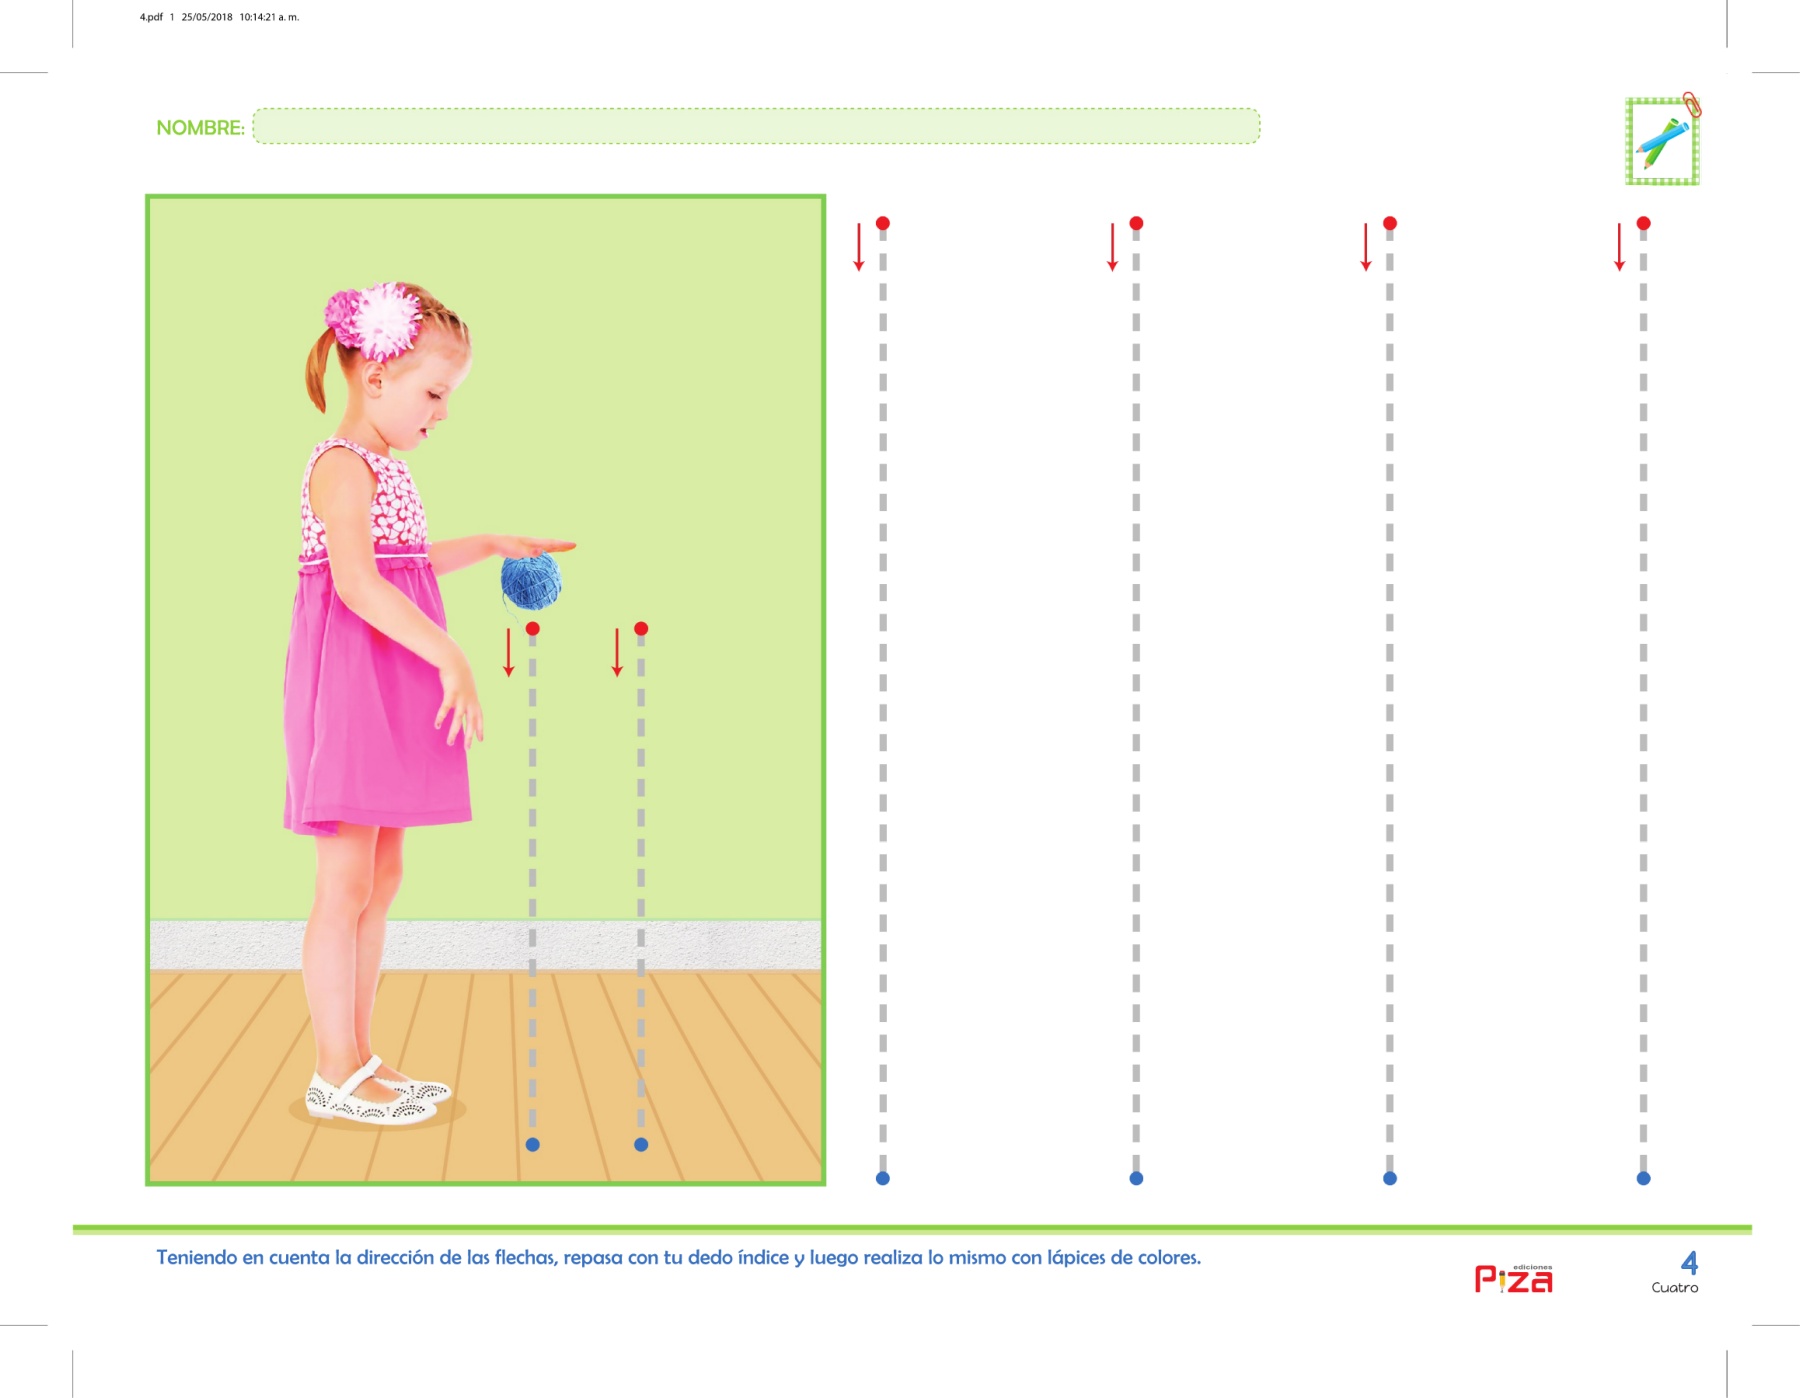 4.pdf 1 25/05/2018 10:14:21 a. m.
NOMBRE:
Teniendo en cuenta la dirección de las flechas, repasa con tu dedo índice y luego realiza lo mismo con lápices de colores.
ediciones
Piza
4
Cuatro